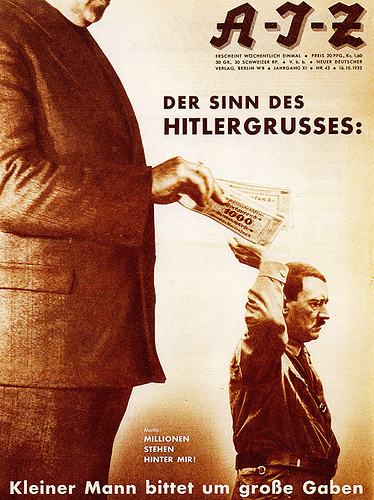 A-I-Z
ERSCHEINT WÖCHENTLICH EINMAL • PREIS 20 PFG., Kc. 1,60
30 GR., 30 SCHWEIZER RP. • V. b. b. • NEUER DEUTSCHER
VERLAG, BERLIN W8 • JAHRGANG XI • NR. 42 • 16.10.1932
DER SINN DES
HITLERGRUSSES:
1000
Motto:
MILLIONEN
STEHEN
HINTER MIR!
Kleiner Mann bittet um große Gaben